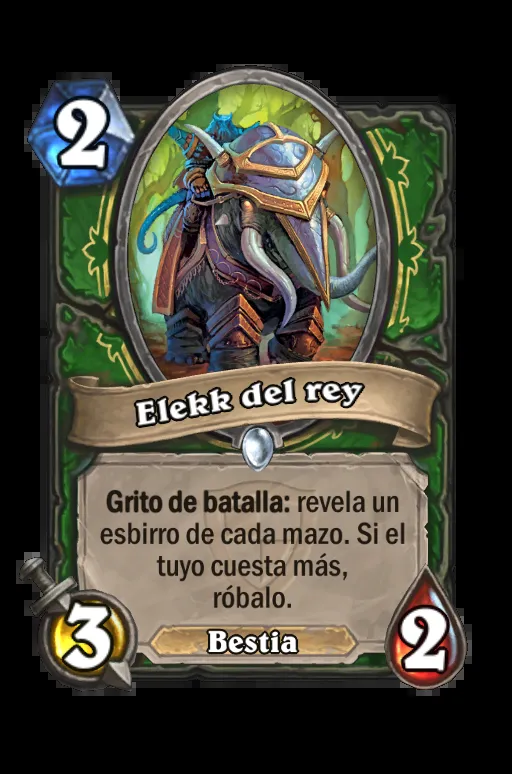 2
Elekk del rey
Grito de batalla: revela un
esbirro de cada mazo. Si el
tuyo cuesta más,
róbalo.
3
Bestia
2